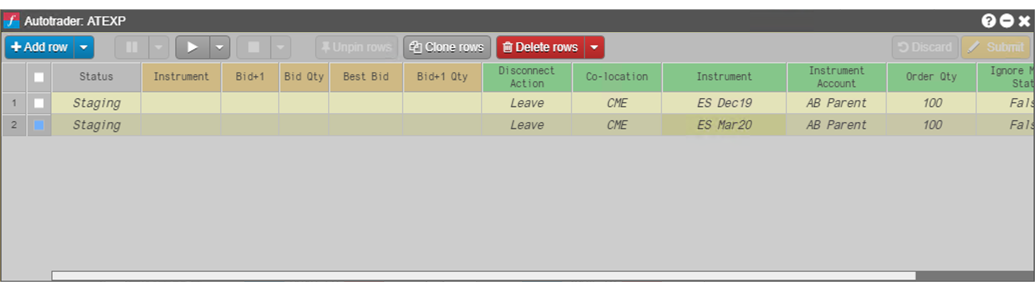 f Autotrader: ATEXP
+ Add row Unpin rows Clone rows Delete rows Discard Submit
Status Instrument Bid+1 Bid Qty Best Bid Bid+1 Qty Disconnect Action Co-location Instrument Instrument Account Order Qty Ignore M Stat
1 Staging Leave CME ES Dec19 AB Parent 100 Fals
2 Staging Leave CME ES Mar20 AB Parent 100 Fals